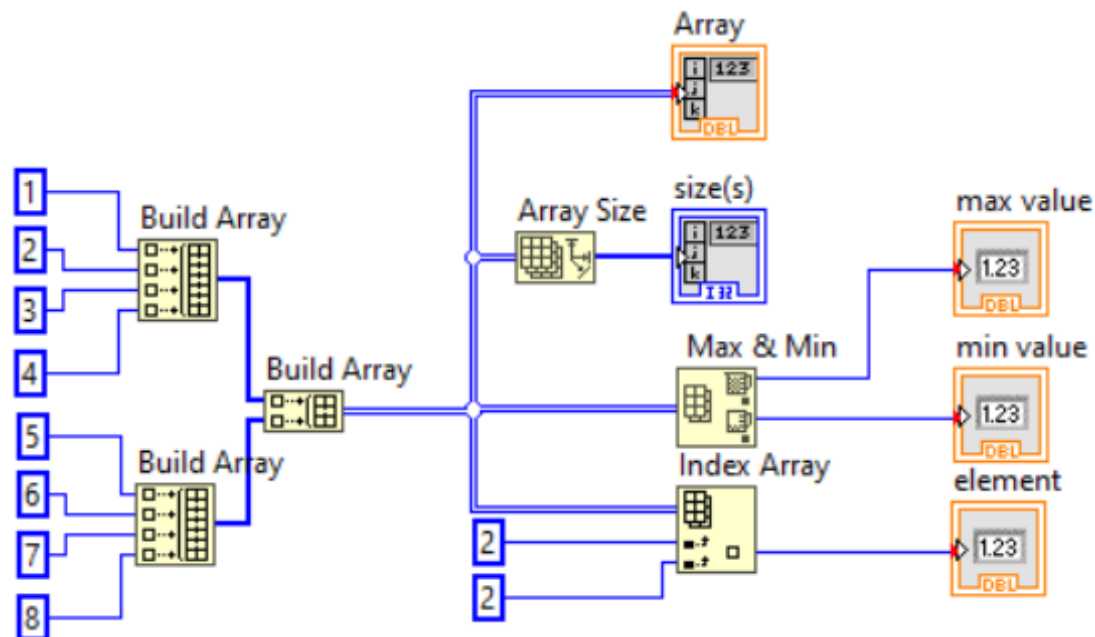 Array
123
i
j
k
DBL
1
2
3
4
Build Array
size(s)
Array Size
123
i
j
k
I32
max value
1.23
DBL
Build Array
Max & Min
min value
1.23
DBL
5
6
7
8
Build Array
Index Array
2
2
element
1.23
DBL